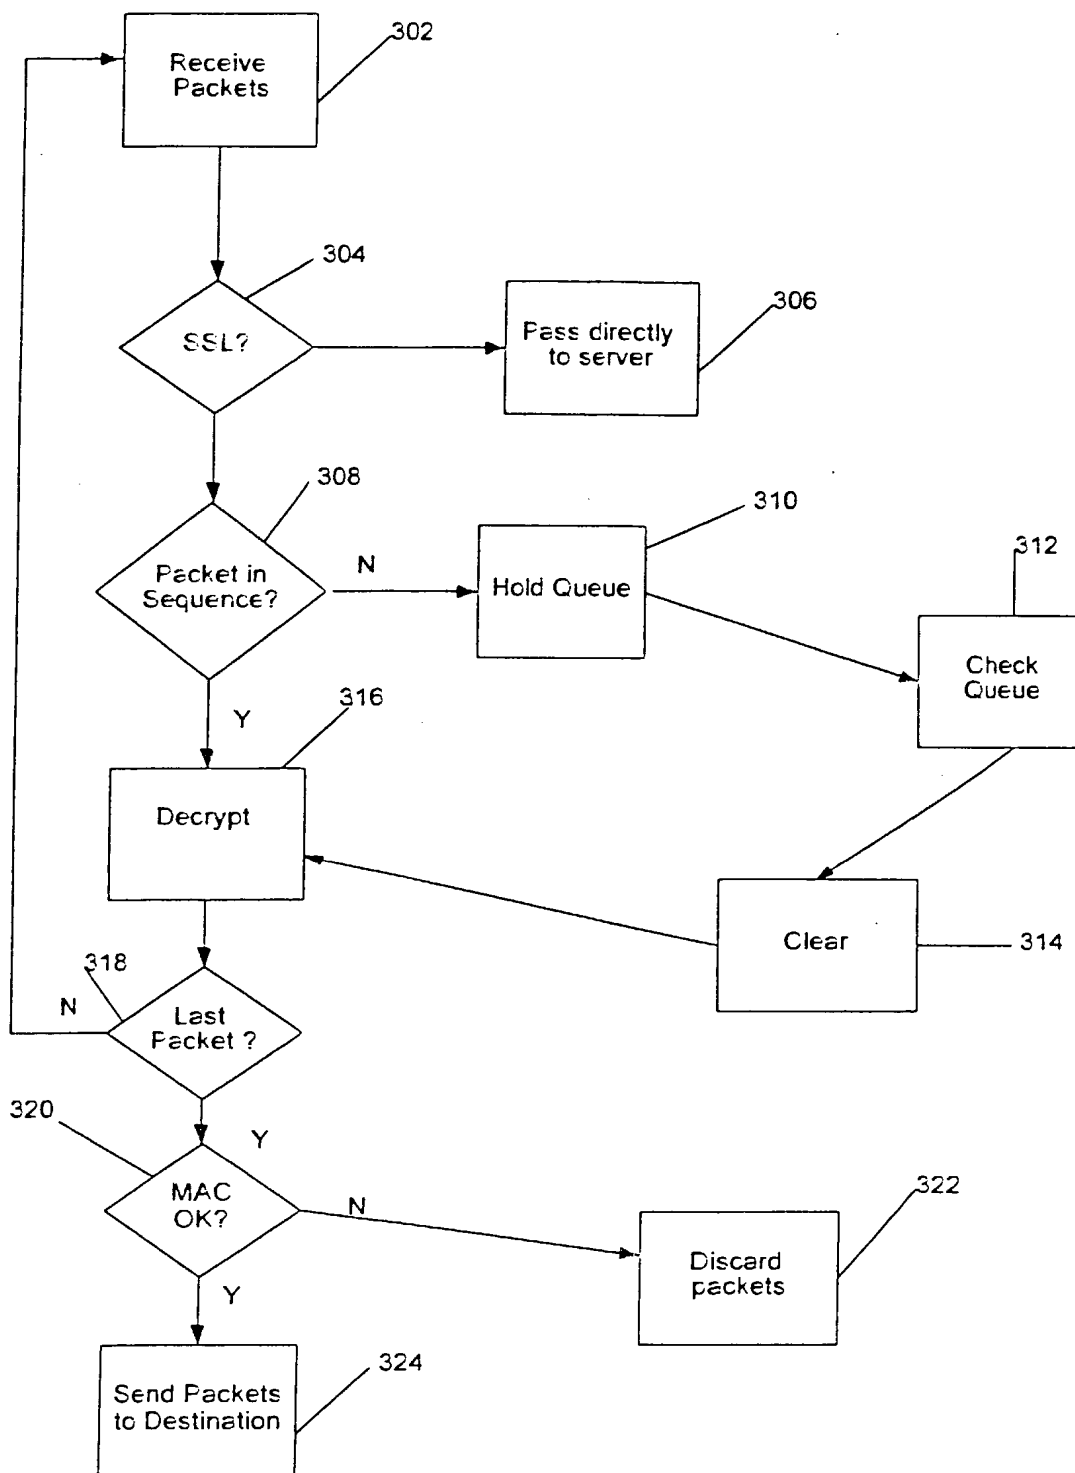 302
Receive
Packets
304
SSL?
306
Pass directly
to server
308
310
Packet in
Sequence?
N
Hold Queue
312
Check
Queue
Y
316
Decrypt
Clear
314
318
N
Last
Packet ?
320
Y
MAC
OK?
N
322
Discard
packets
Y
324
Send Packets
to Destination